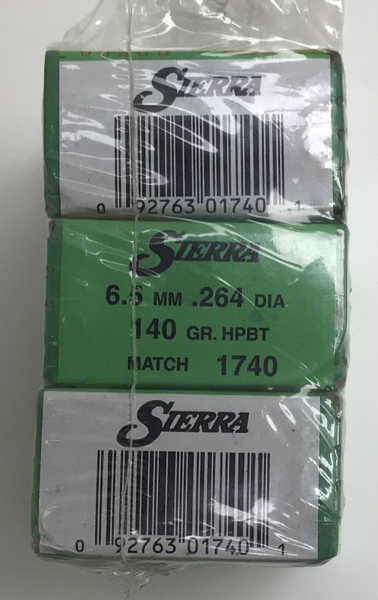 SIERRA
0 92763 01740 1
SIERRA
6.5 MM .264 DIA
140 GR. HPBT
MATCH 1740
SIERRA
0 92763 01740 1